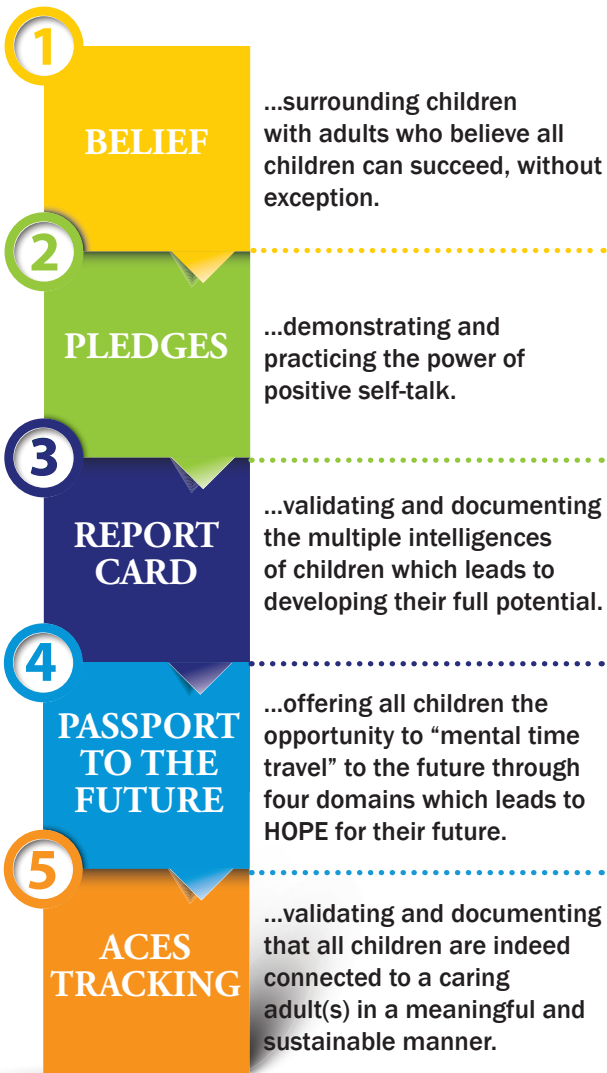 1
BELIEF
...surrounding children
with adults who believe all
children can succeed, without
exception.
2
PLEDGES
...demonstrating and
practicing the power of
positive self-talk.
3
REPORT
CARD
...validating and documenting
the multiple intelligences
of children which leads to
developing their full potential.
4
PASSPORT
TO THE
FUTURE
...offering all children the
opportunity to “mental time
travel” to the future through
four domains which leads to
HOPE for their future.
5
ACES
TRACKING
...validating and documenting
that all children are indeed
connected to a caring
adult(s) in a meaningful and
sustainable manner.